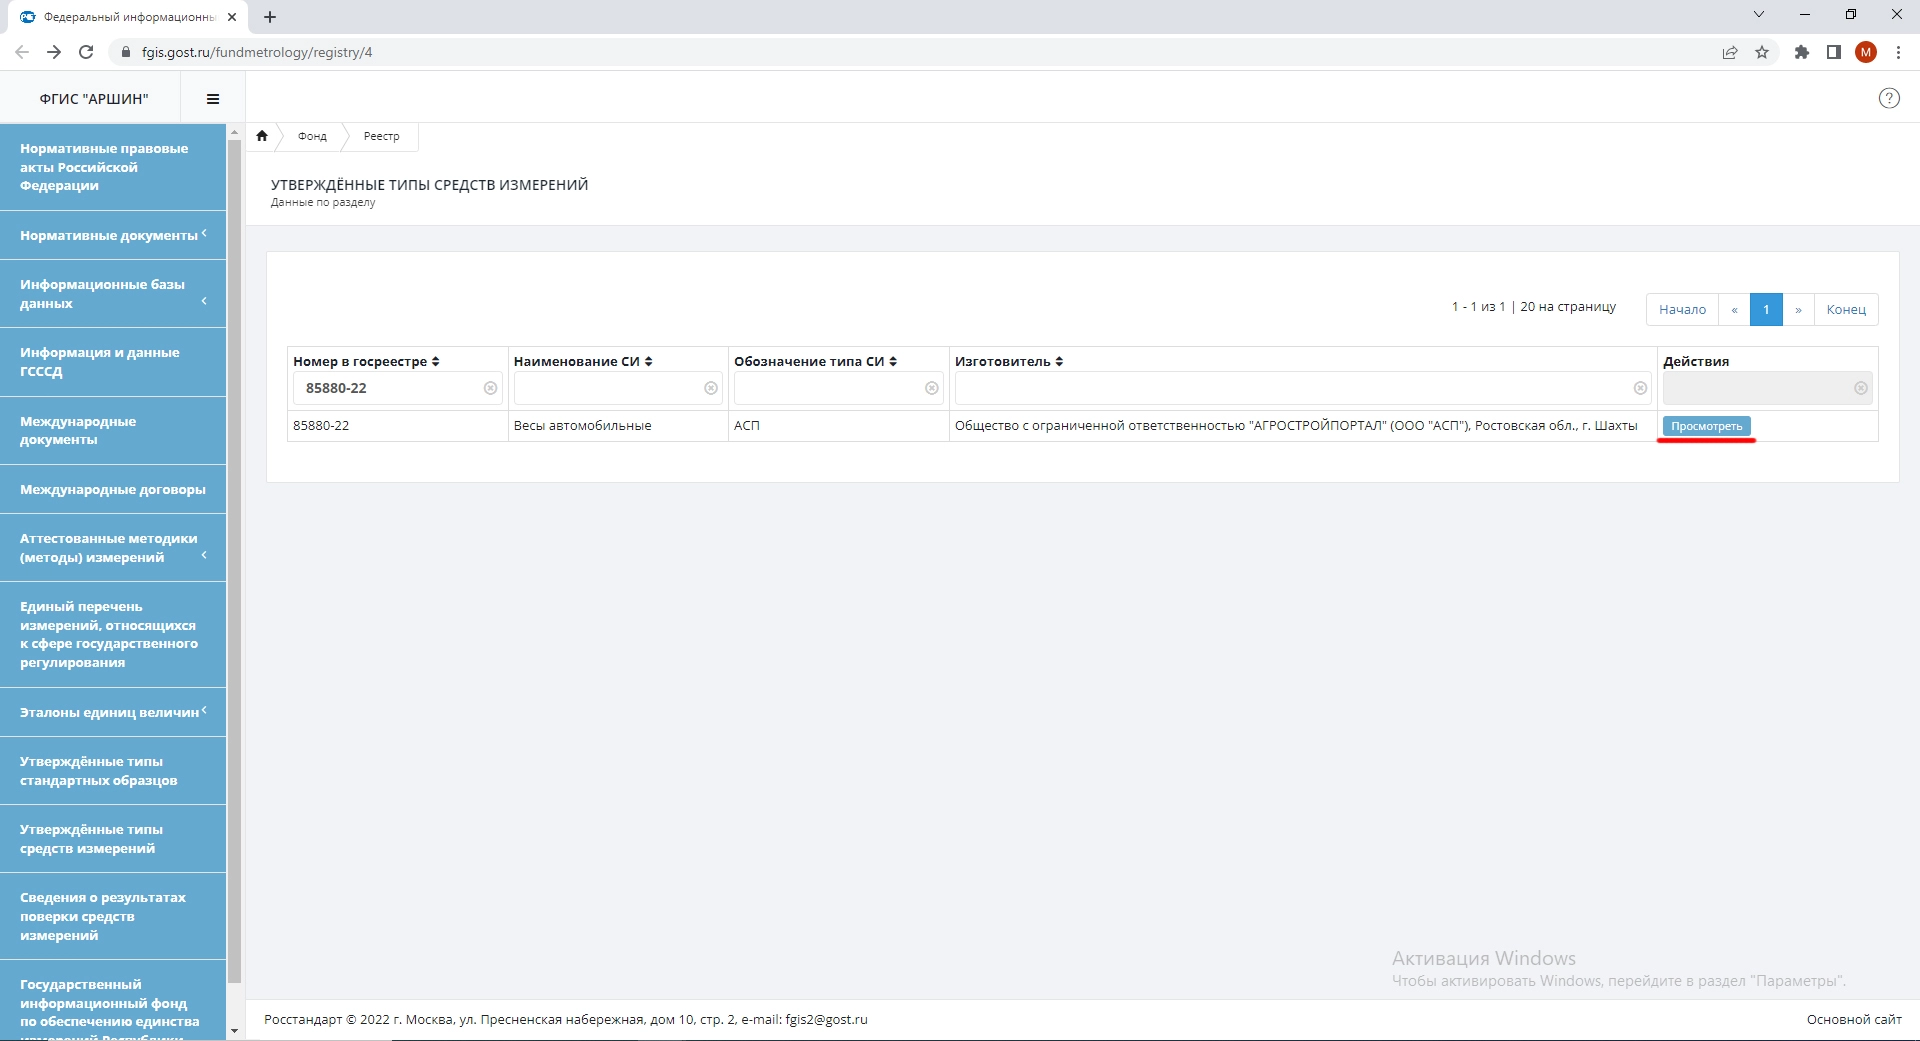 Федеральный информационны
fgis.gost.ru/fundmetrology/registry/4
M
ФГИС "АРШИН"
Нормативные правовые
акты Российской
Федерации
Нормативные документы
Информационные базы
данных
Информация и данные
ГСССД
Международные
документы
Международные договоры
Аттестованные методики
(методы) измерений
Единый перечень
измерений, относящихся
к сфере государственного
регулирования
Эталоны единиц величин
Утверждённые типы
стандартных образцов
Утверждённые типы
средств измерений
Сведения о результатах
поверки средств
измерений
Государственный
информационный фонд
по обеспечению единства
измерений Республики
Фонд
Реестр
УТВЕРЖДЁННЫЕ ТИПЫ СРЕДСТВ ИЗМЕРЕНИЙ
Данные по разделу
1 - 1 из 1 | 20 на страницу
Начало « 1 » Конец
Номер в госреестре Наименование СИ Обозначение типа СИ Изготовитель Действия
85880-22
85880-22 Весы автомобильные АСП Общество с ограниченной ответственностью "АГРОСТРОЙПОРТАЛ" (ООО "АСП"), Ростовская обл., г. Шахты Просмотреть
Активация Windows
Чтобы активировать Windows, перейдите в раздел "Параметры".
Росстандарт © 2022 г. Москва, ул. Пресненская набережная, дом 10, стр. 2, e-mail: fgis2@gost.ru
Основной сайт